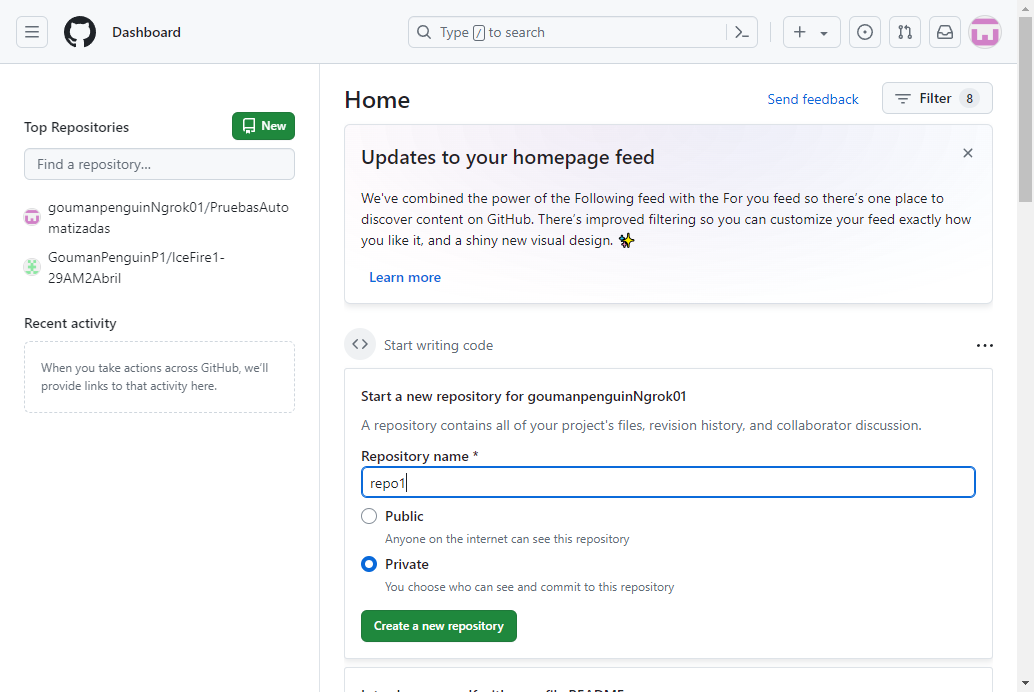 Dashboard
Type / to search
Top Repositories
New
Find a repository...
goumanpenguinNgrok01/PruebasAuto
matizadas
GoumanPenguinP1/IceFire1-
29AM2Abril
Recent activity
When you take actions across GitHub, we'll
provide links to that activity here.
Home
Send feedback
Filter 8
Updates to your homepage feed
We've combined the power of the Following feed with the For you feed so there's one place to
discover content on GitHub. There's improved filtering so you can customize your feed exactly how
you like it, and a shiny new visual design. ✨
Learn more
Start writing code
Start a new repository for goumanpenguinNgrok01
A repository contains all of your project's files, revision history, and collaborator discussion.
Repository name *
repo1
Public
Anyone on the internet can see this repository
Private
You choose who can see and commit to this repository
Create a new repository